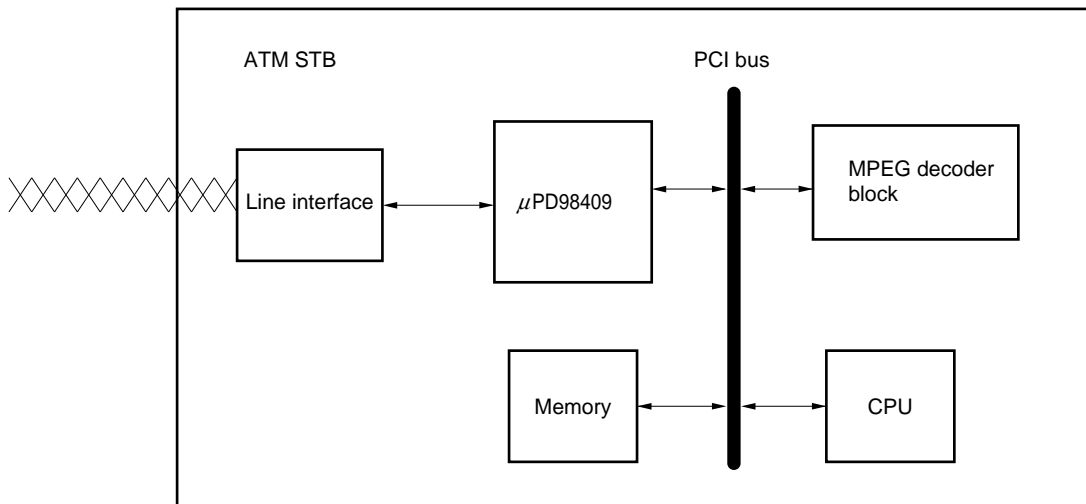 ATM STB
PCI bus
Line interface
μPD98409
MPEG decoder
block
Memory
CPU